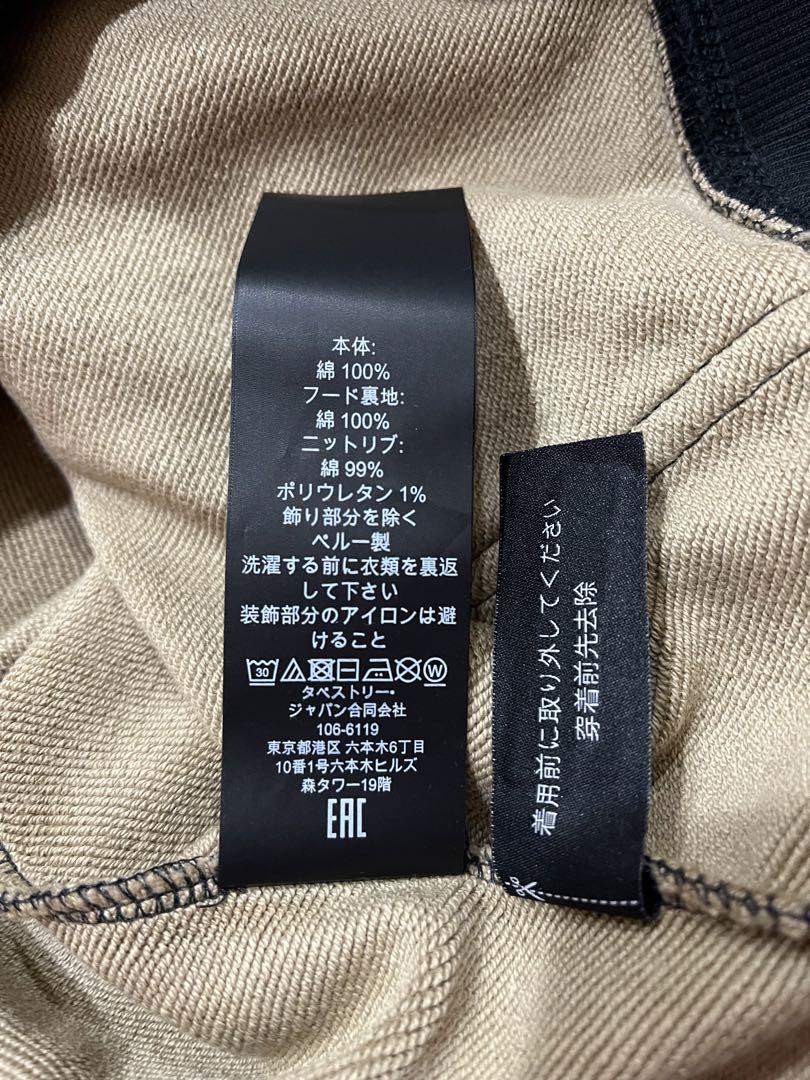 本体:
綿 100%
フード裏地:
綿 100%
ニットリブ:
綿 99%
ポリウレタン 1%
飾り部分を除く
ペルー製
洗濯する前に衣類を裏返
して下さい
装飾部分のアイロンは避
けること
30
W
タペストリー・
ジャパン合同会社
106-6119
東京都港区 六本木6丁目
10番1号六本木ヒルズ
森タワー19階
EAC
着用前に取り外してください
穿着前先去除